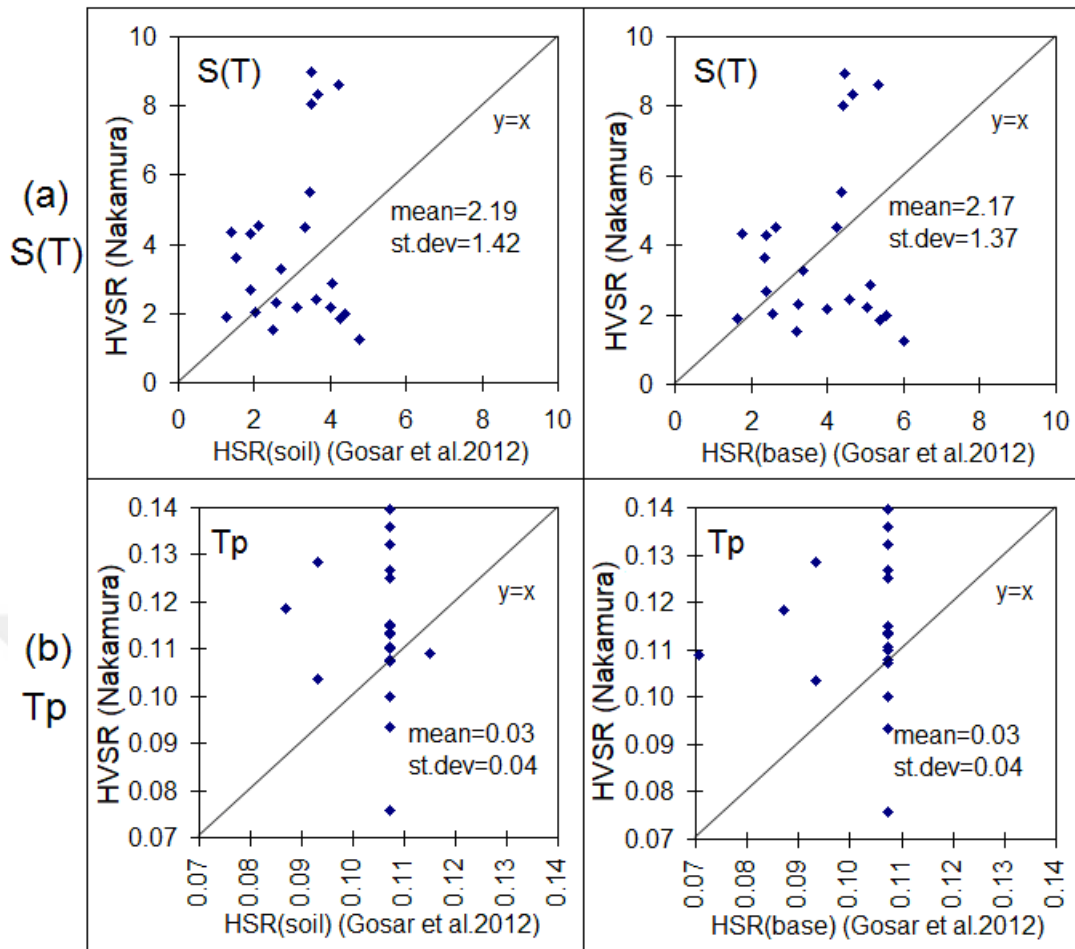 (a)
S(T)
10
8
6
4
2
0
HVSR (Nakamura)
S(T)
y=x
mean=2.19
st.dev=1.42
0 2 4 6 8 10
HSR(soil) (Gosar et al.2012)
10
8
6
4
2
0
HVSR (Nakamura)
S(T)
y=x
mean=2.17
st.dev=1.37
0 2 4 6 8 10
HSR(base) (Gosar et al.2012)
(b)
Tp
0.14
0.13
0.12
0.11
0.10
0.09
0.08
0.07
HVSR (Nakamura)
Tp
y=x
mean=0.03
st.dev=0.04
0.07 0.08 0.09 0.10 0.11 0.12 0.13 0.14
HSR(soil) (Gosar et al.2012)
0.14
0.13
0.12
0.11
0.10
0.09
0.08
0.07
HVSR (Nakamura)
Tp
y=x
mean=0.03
st.dev=0.04
0.07 0.08 0.09 0.10 0.11 0.12 0.13 0.14
HSR(base) (Gosar et al.2012)